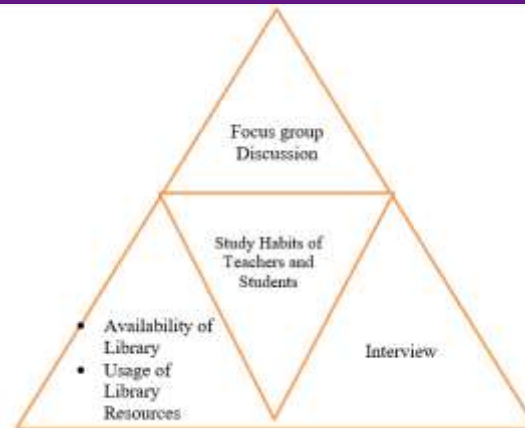 Focus group
Discussion
Study Habits of
Teachers and
Students
• Availability of
Library
• Usage of
Library
Resources
Interview